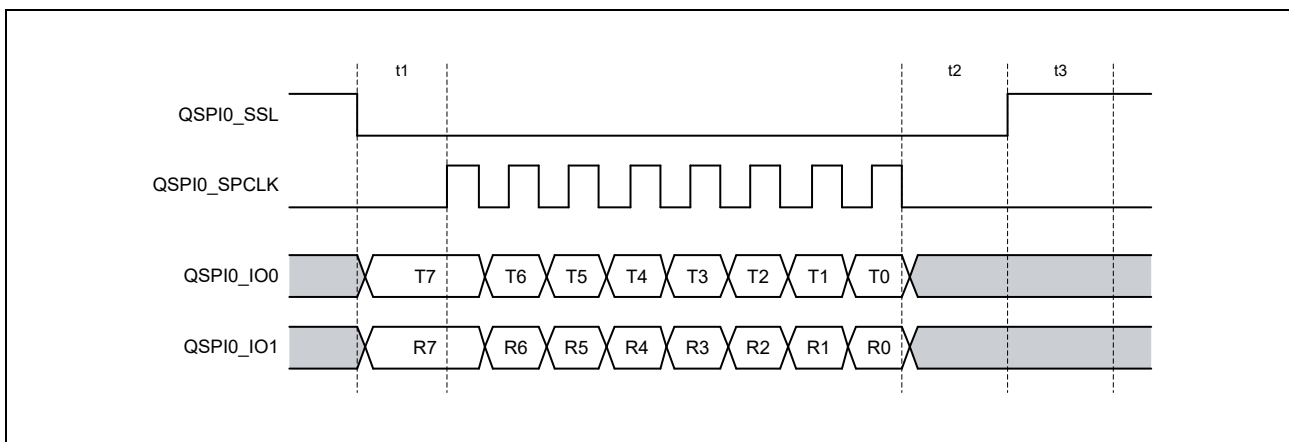 t1 t2 t3
QSPI0_SSL
QSPI0_SPCLK
QSPI0_IO0 T7 T6 T5 T4 T3 T2 T1 T0
QSPI0_IO1 R7 R6 R5 R4 R3 R2 R1 R0